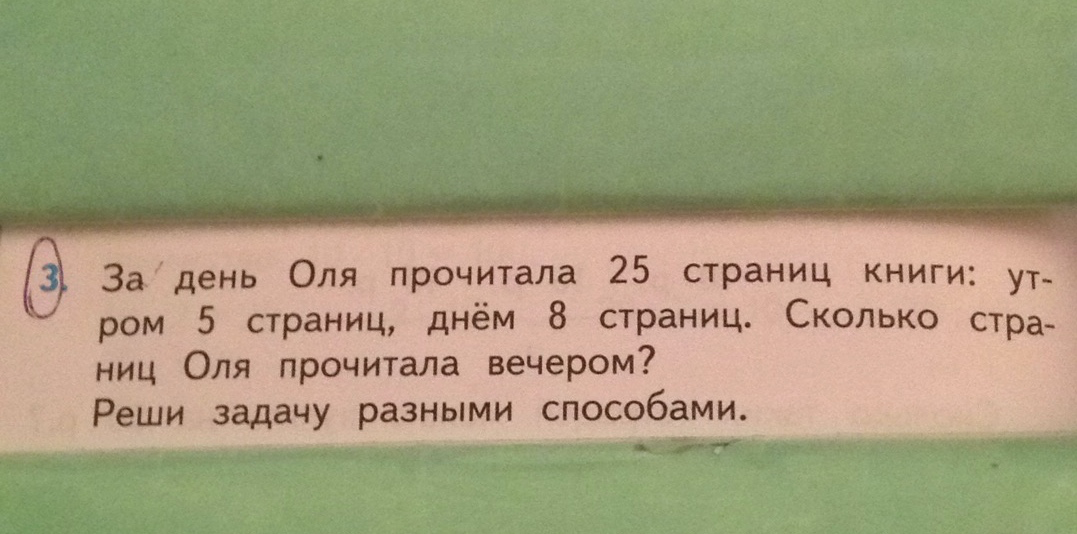 3. За день Оля прочитала 25 страниц книги: ут-
ром 5 страниц, днём 8 страниц. Сколько стра-
ниц Оля прочитала вечером?
Реши задачу разными способами.